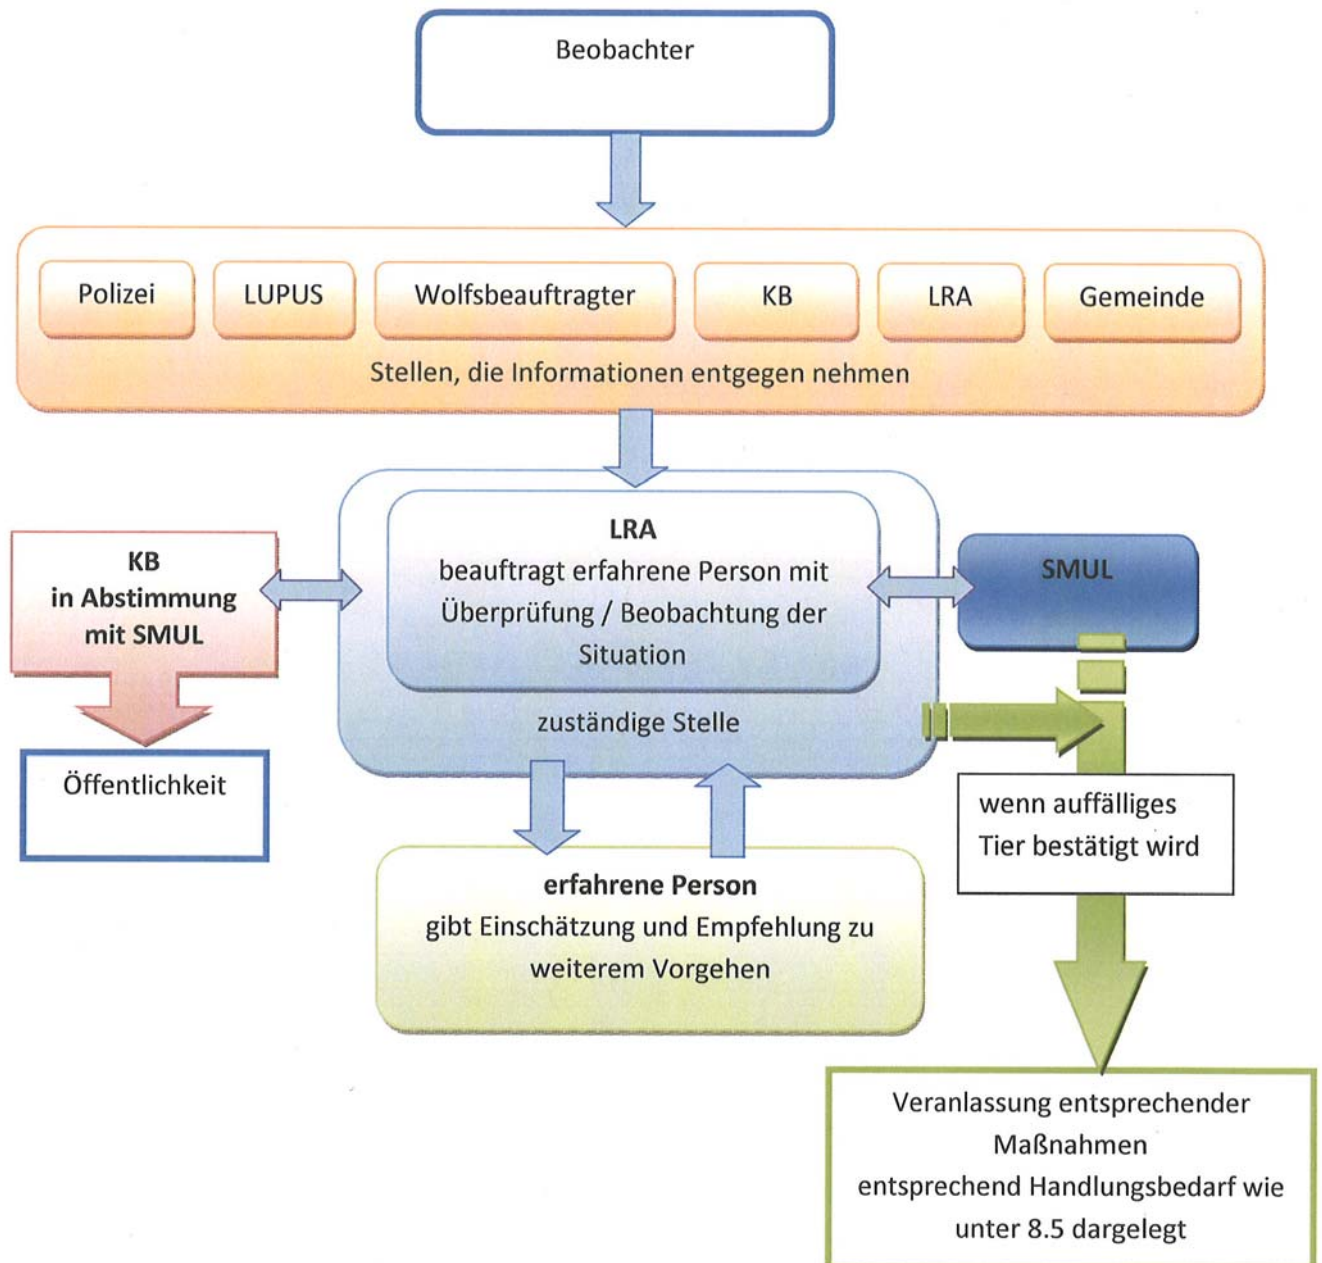 Beobachter
Polizei
LUPUS
Wolfsbeauftragter
KB
LRA
Gemeinde
Stellen, die Informationen entgegen nehmen
LRA
beauftragt erfahrene Person mit
Überprüfung / Beobachtung der
Situation
zuständige Stelle
KB
in Abstimmung
mit SMUL
SMUL
Öffentlichkeit
wenn auffälliges
Tier bestätigt wird
erfahrene Person
gibt Einschätzung und Empfehlung zu
weiterem Vorgehen
Veranlassung entsprechender
Maßnahmen
entsprechend Handlungsbedarf wie
unter 8.5 dargelegt